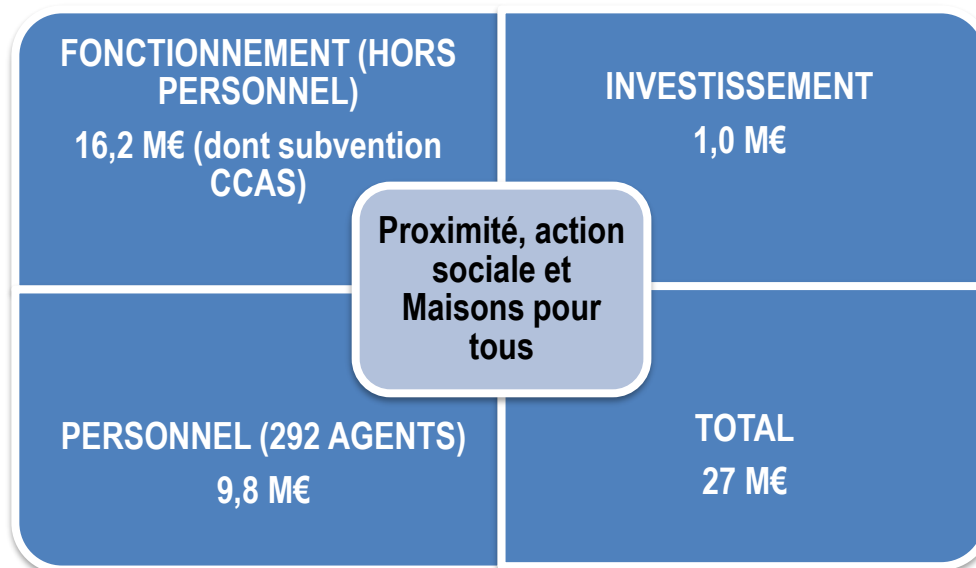 FONCTIONNEMENT (HORS
PERSONNEL)
16,2 M€ (dont subvention
CCAS)
INVESTISSEMENT
1,0 M€
Proximité, action
sociale et
Maisons pour
tous
PERSONNEL (292 AGENTS)
9,8 M€
TOTAL
27 M€